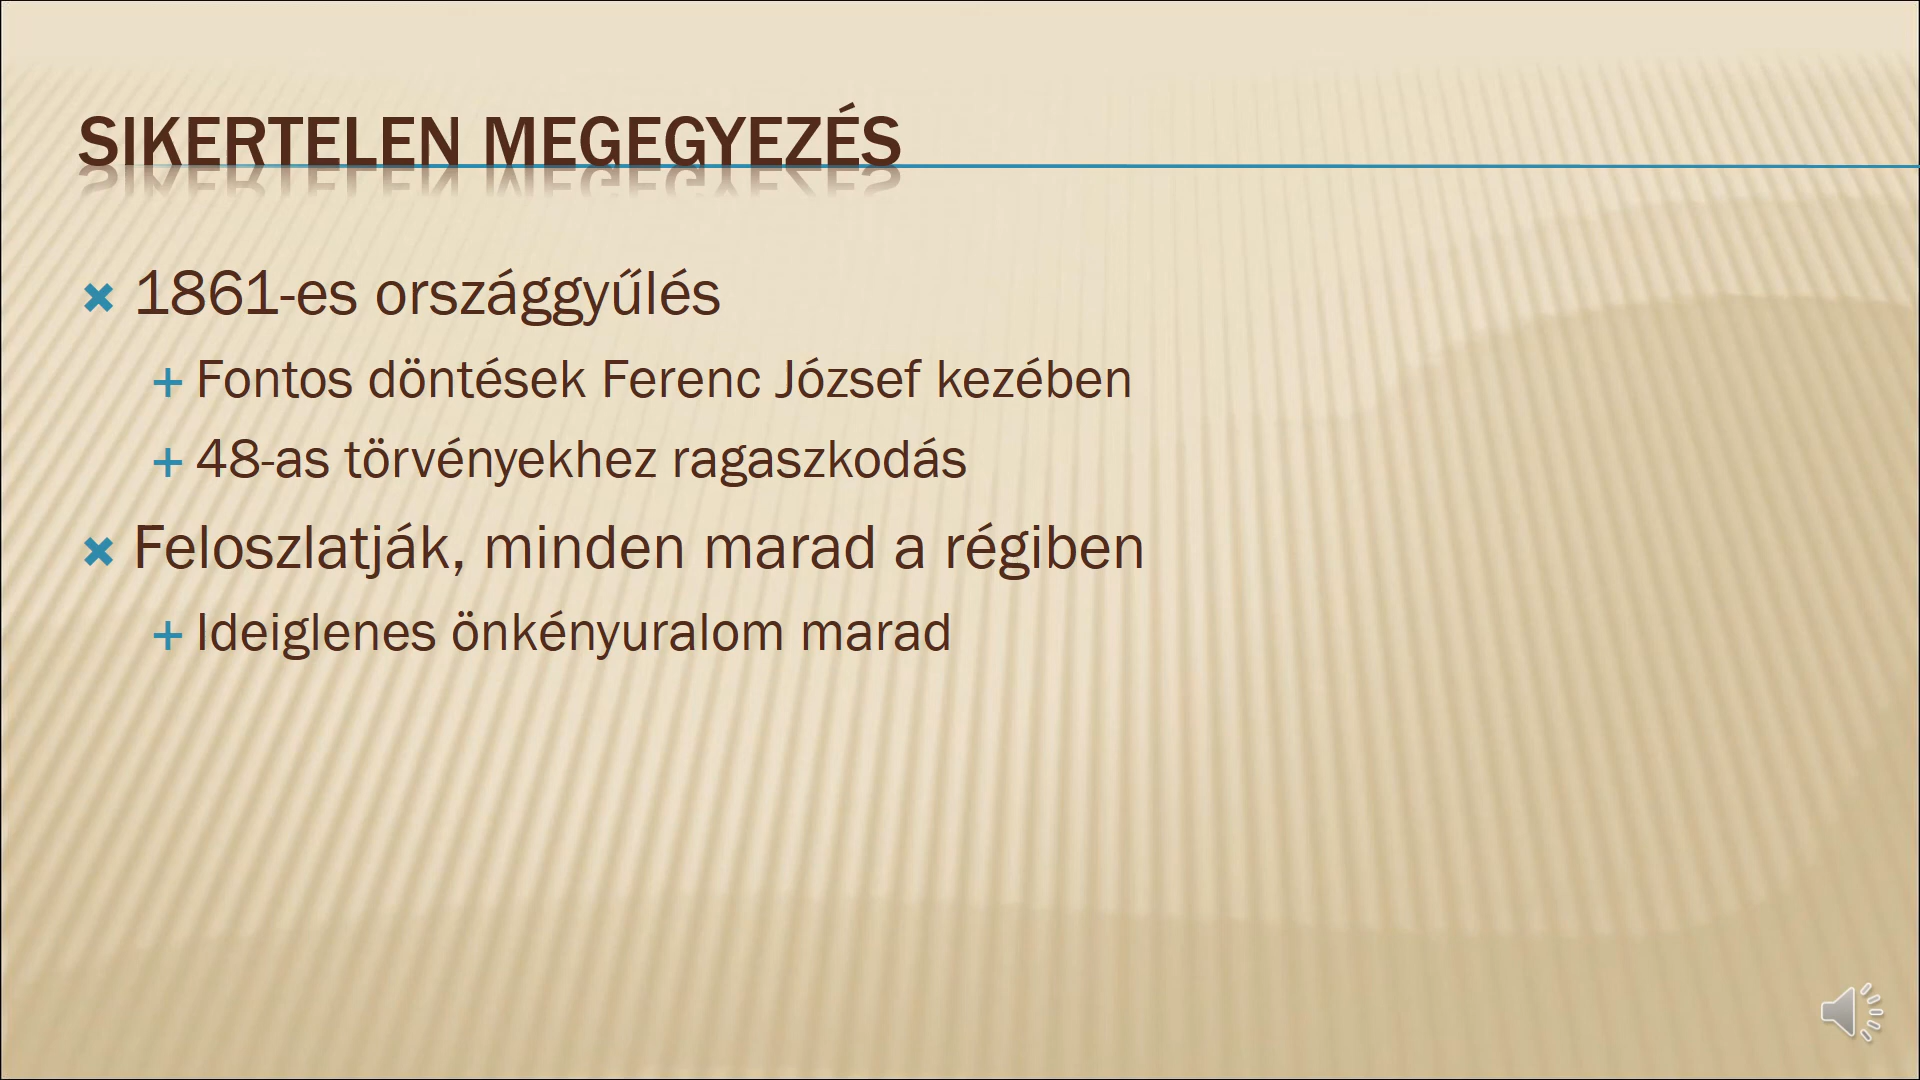 SIKERTELEN MEGEGYEZÉS
1861-es országgyűlés
Fontos döntések Ferenc József kezében
48-as törvényekhez ragaszkodás
Feloszlatják, minden marad a régiben
Ideiglenes önkényuralom marad